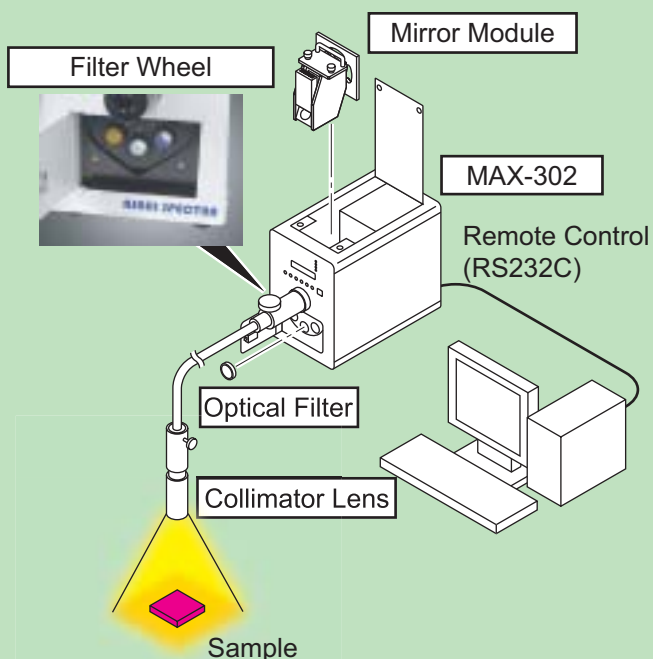 Mirror Module
Filter Wheel
MAX-302
Remote Control
(RS232C)
Optical Filter
Collimator Lens
Sample